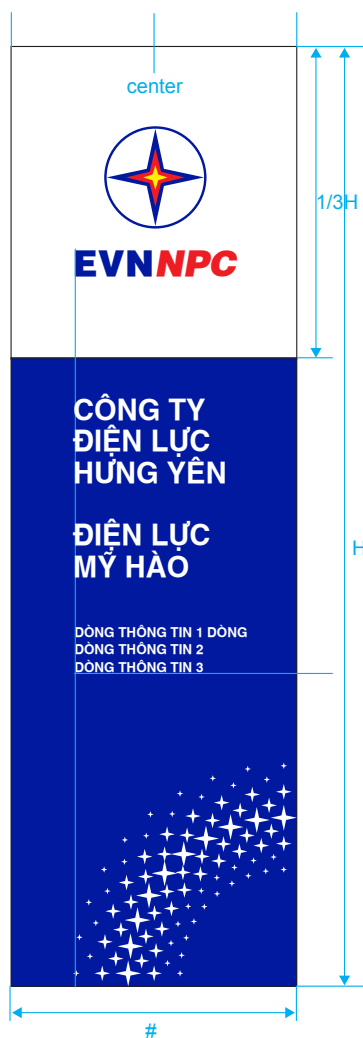 center
1/3H
EVNNPC
CÔNG TY
ĐIỆN LỰC
HƯNG YÊN
H
ĐIỆN LỰC
MỸ HÀO
DÒNG THÔNG TIN 1 DÒNG
DÒNG THÔNG TIN 2
DÒNG THÔNG TIN 3
#